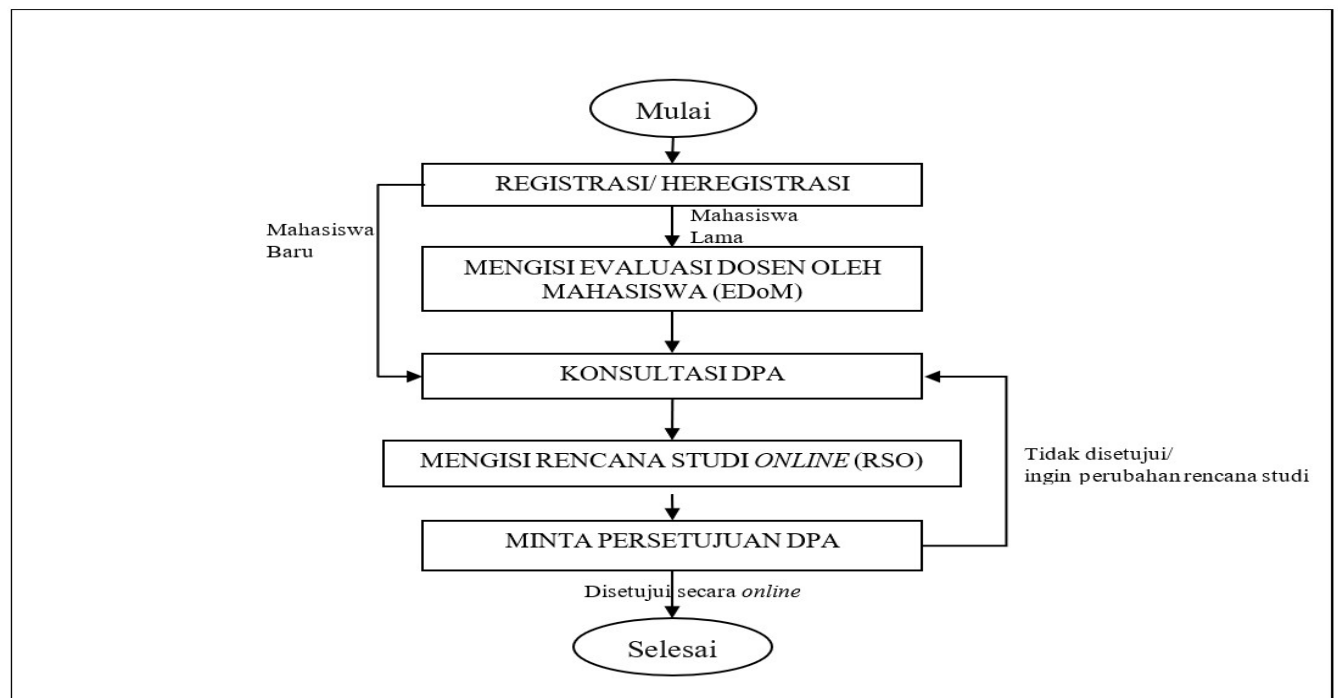 Mulai
REGISTRASI/ HEREGISTRASI
Mahasiswa
Lama
Mahasiswa
Baru
MENGISI EVALUASI DOSEN OLEH
MAHASISWA (EDoM)
KONSULTASI DPA
MENGISI RENCANA STUDI ONLINE (RSO)
Tidak disetujui/
ingin perubahan rencana studi
MINTA PERSETUJUAN DPA
Disetujui secara online
Selesai